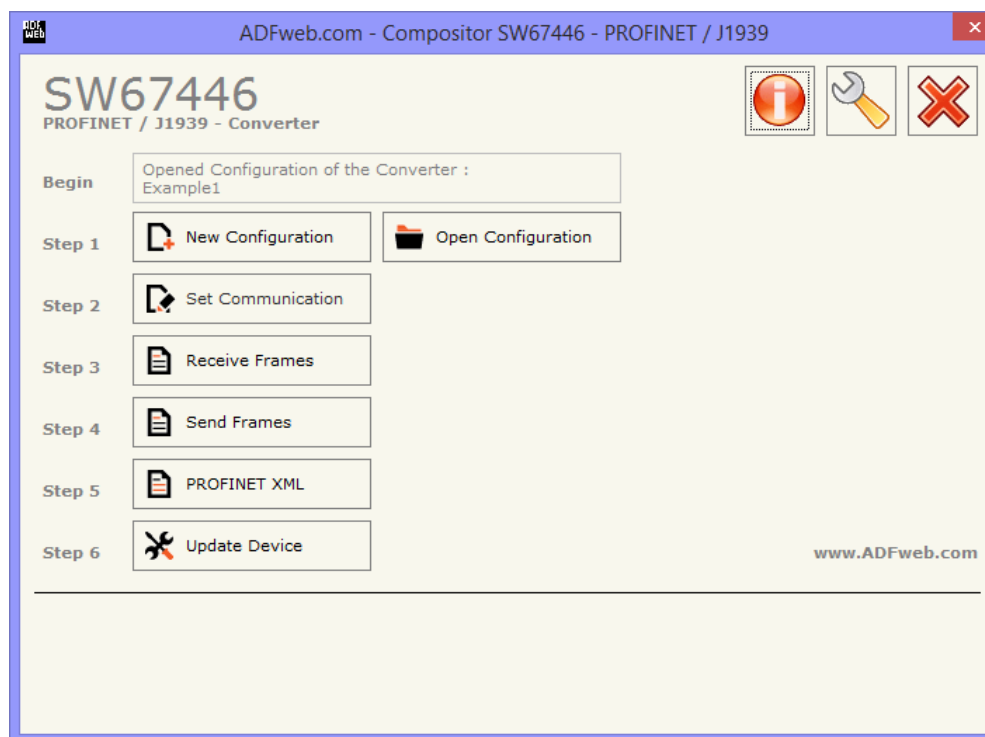 ADF
WEB
ADFweb.com - Compositor SW67446 - PROFINET / J1939
SW67446
PROFINET / J1939 - Converter
Begin
Opened Configuration of the Converter :
Example1
Step 1
New Configuration
Open Configuration
Step 2
Set Communication
Step 3
Receive Frames
Step 4
Send Frames
Step 5
PROFINET XML
Step 6
Update Device
www.ADFweb.com